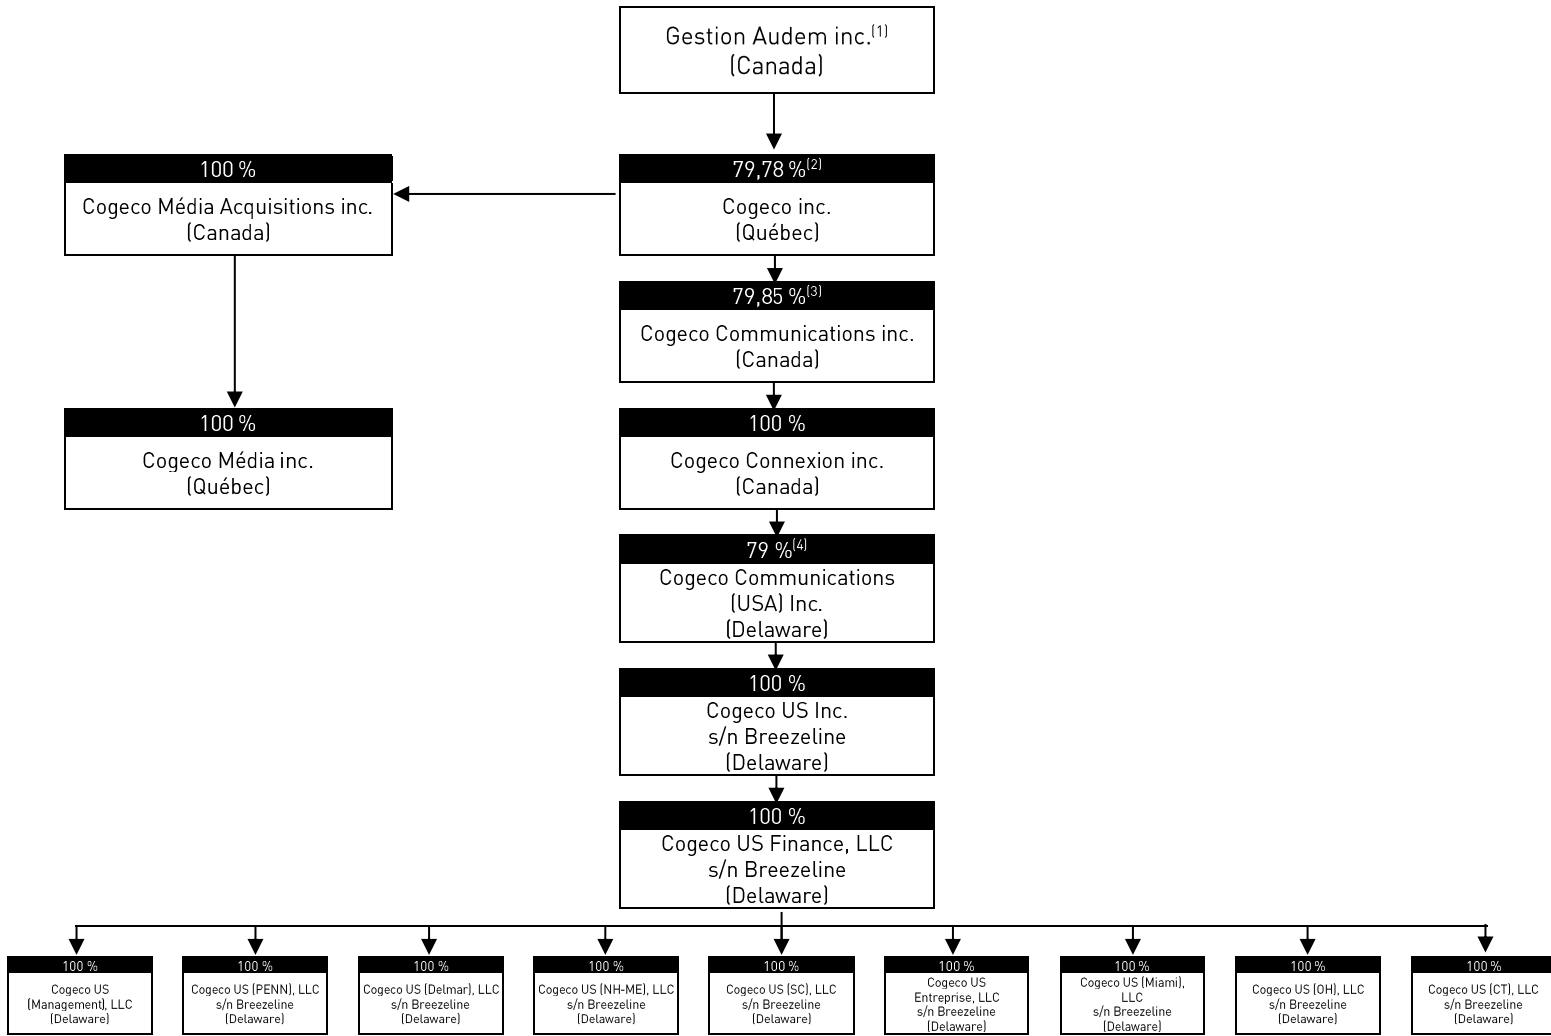 Gestion Audem inc.(1)
(Canada)
100 %
Cogeco Média Acquisitions inc.
(Canada)
79,78 %(2)
Cogeco inc.
(Québec)
79,85 %(3)
Cogeco Communications inc.
(Canada)
100 %
Cogeco Média inc.
(Québec)
100 %
Cogeco Connexion inc.
(Canada)
79 %(4)
Cogeco Communications
(USA) Inc.
(Delaware)
100 %
Cogeco US Inc.
s/n Breezeline
(Delaware)
100 %
Cogeco US Finance, LLC
s/n Breezeline
(Delaware)
100 %
Cogeco US
(Management), LLC
(Delaware)
100 %
Cogeco US (PENN), LLC
s/n Breezeline
(Delaware)
100 %
Cogeco US (Delmar), LLC
s/n Breezeline
(Delaware)
100 %
Cogeco US (NH-ME), LLC
s/n Breezeline
(Delaware)
100 %
Cogeco US (SC), LLC
s/n Breezeline
(Delaware)
100 %
Cogeco US
Entreprise, LLC
s/n Breezeline
(Delaware)
100 %
Cogeco US (Miami),
LLC
s/n Breezeline
(Delaware)
100 %
Cogeco US (OH), LLC
s/n Breezeline
(Delaware)
100 %
Cogeco US (CT), LLC
s/n Breezeline
(Delaware)